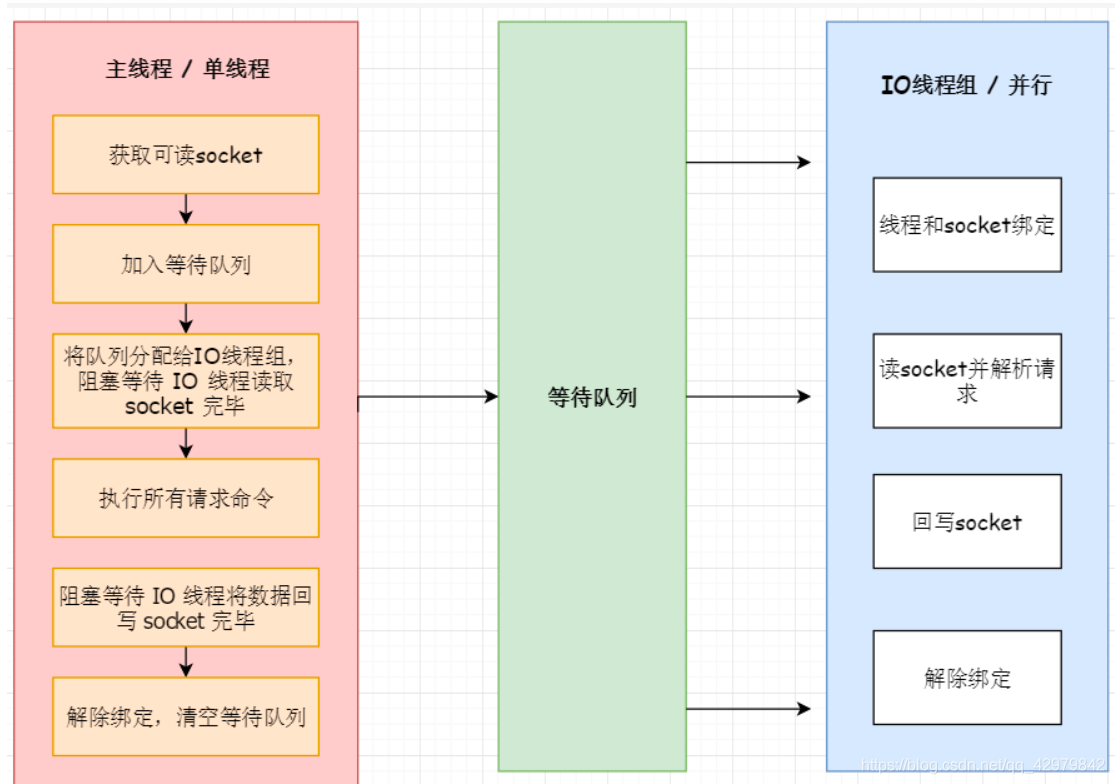 主线程 / 单线程
获取可读socket
加入等待队列
将队列分配给IO线程组,
阻塞等待 IO 线程读取
socket 完毕
执行所有请求命令
阻塞等待 IO 线程将数据回
写 socket 完毕
解除绑定，清空等待队列
等待队列
IO线程组 / 并行
线程和socket绑定
读socket并解析请
求
回写socket
解除绑定
https://blog.csdn.net/qq_42979842